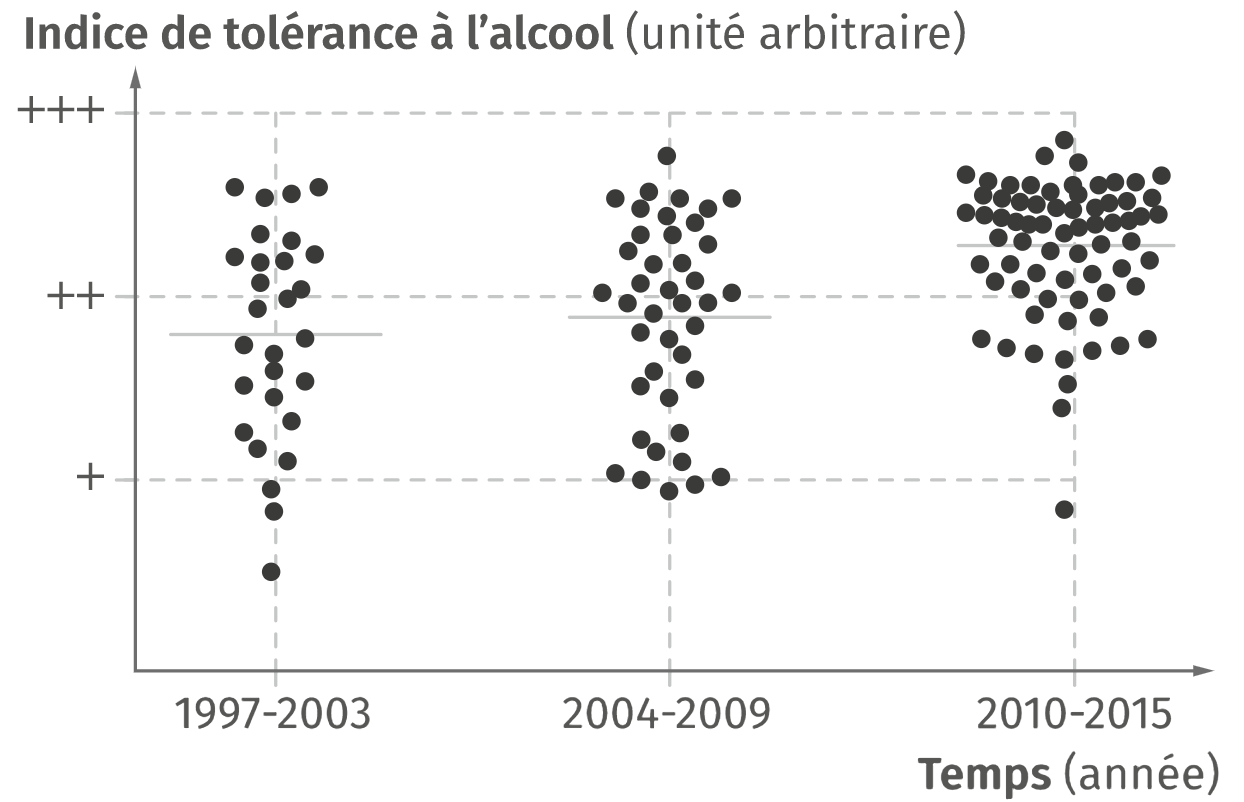 Indice de tolérance à l’alcool (unité arbitraire)
+++
++
+
1997-2003 2004-2009 2010-2015
Temps (année)